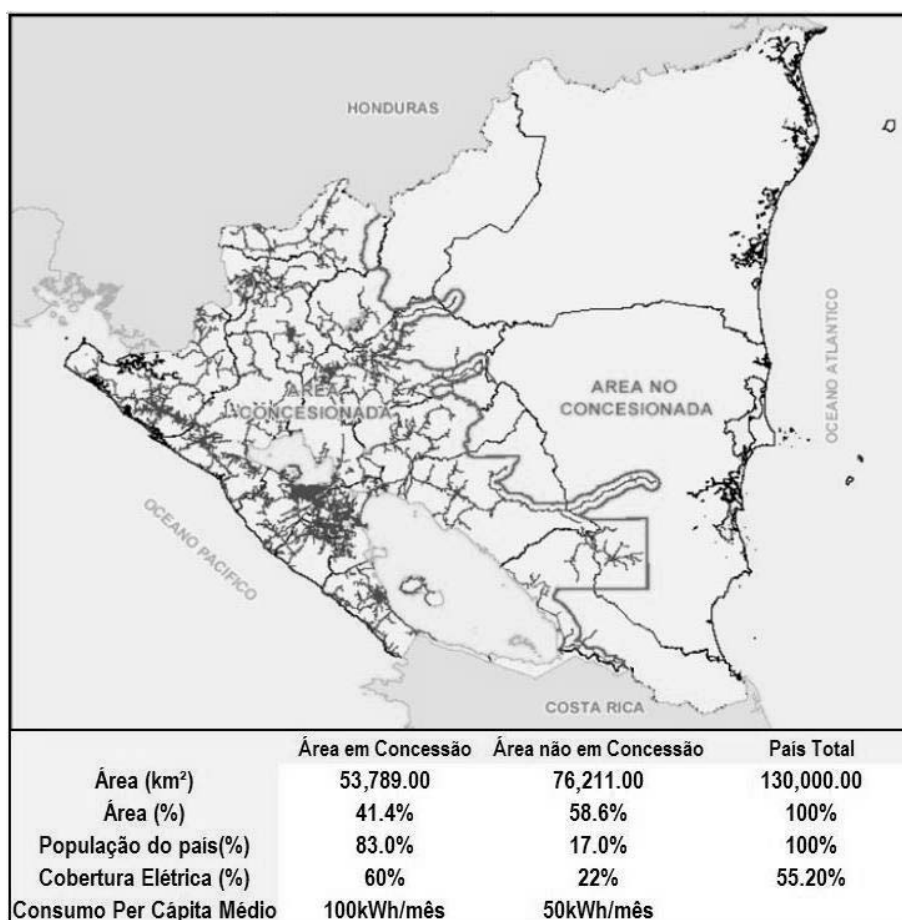 HONDURAS
AREA
CONCESIONADA
AREA NO
CONCESIONADA
OCEANO ATLANTICO
OCEANO PACIFICO
COSTA RICA
Área em Concessão Área não em Concessão País Total
Área (km²) 53,789.00 76,211.00 130,000.00
Área (%) 41.4% 58.6% 100%
População do país(%) 83.0% 17.0% 100%
Cobertura Elétrica (%) 60% 22% 55.20%
Consumo Per Cápita Médio 100kWh/mês 50kWh/mês